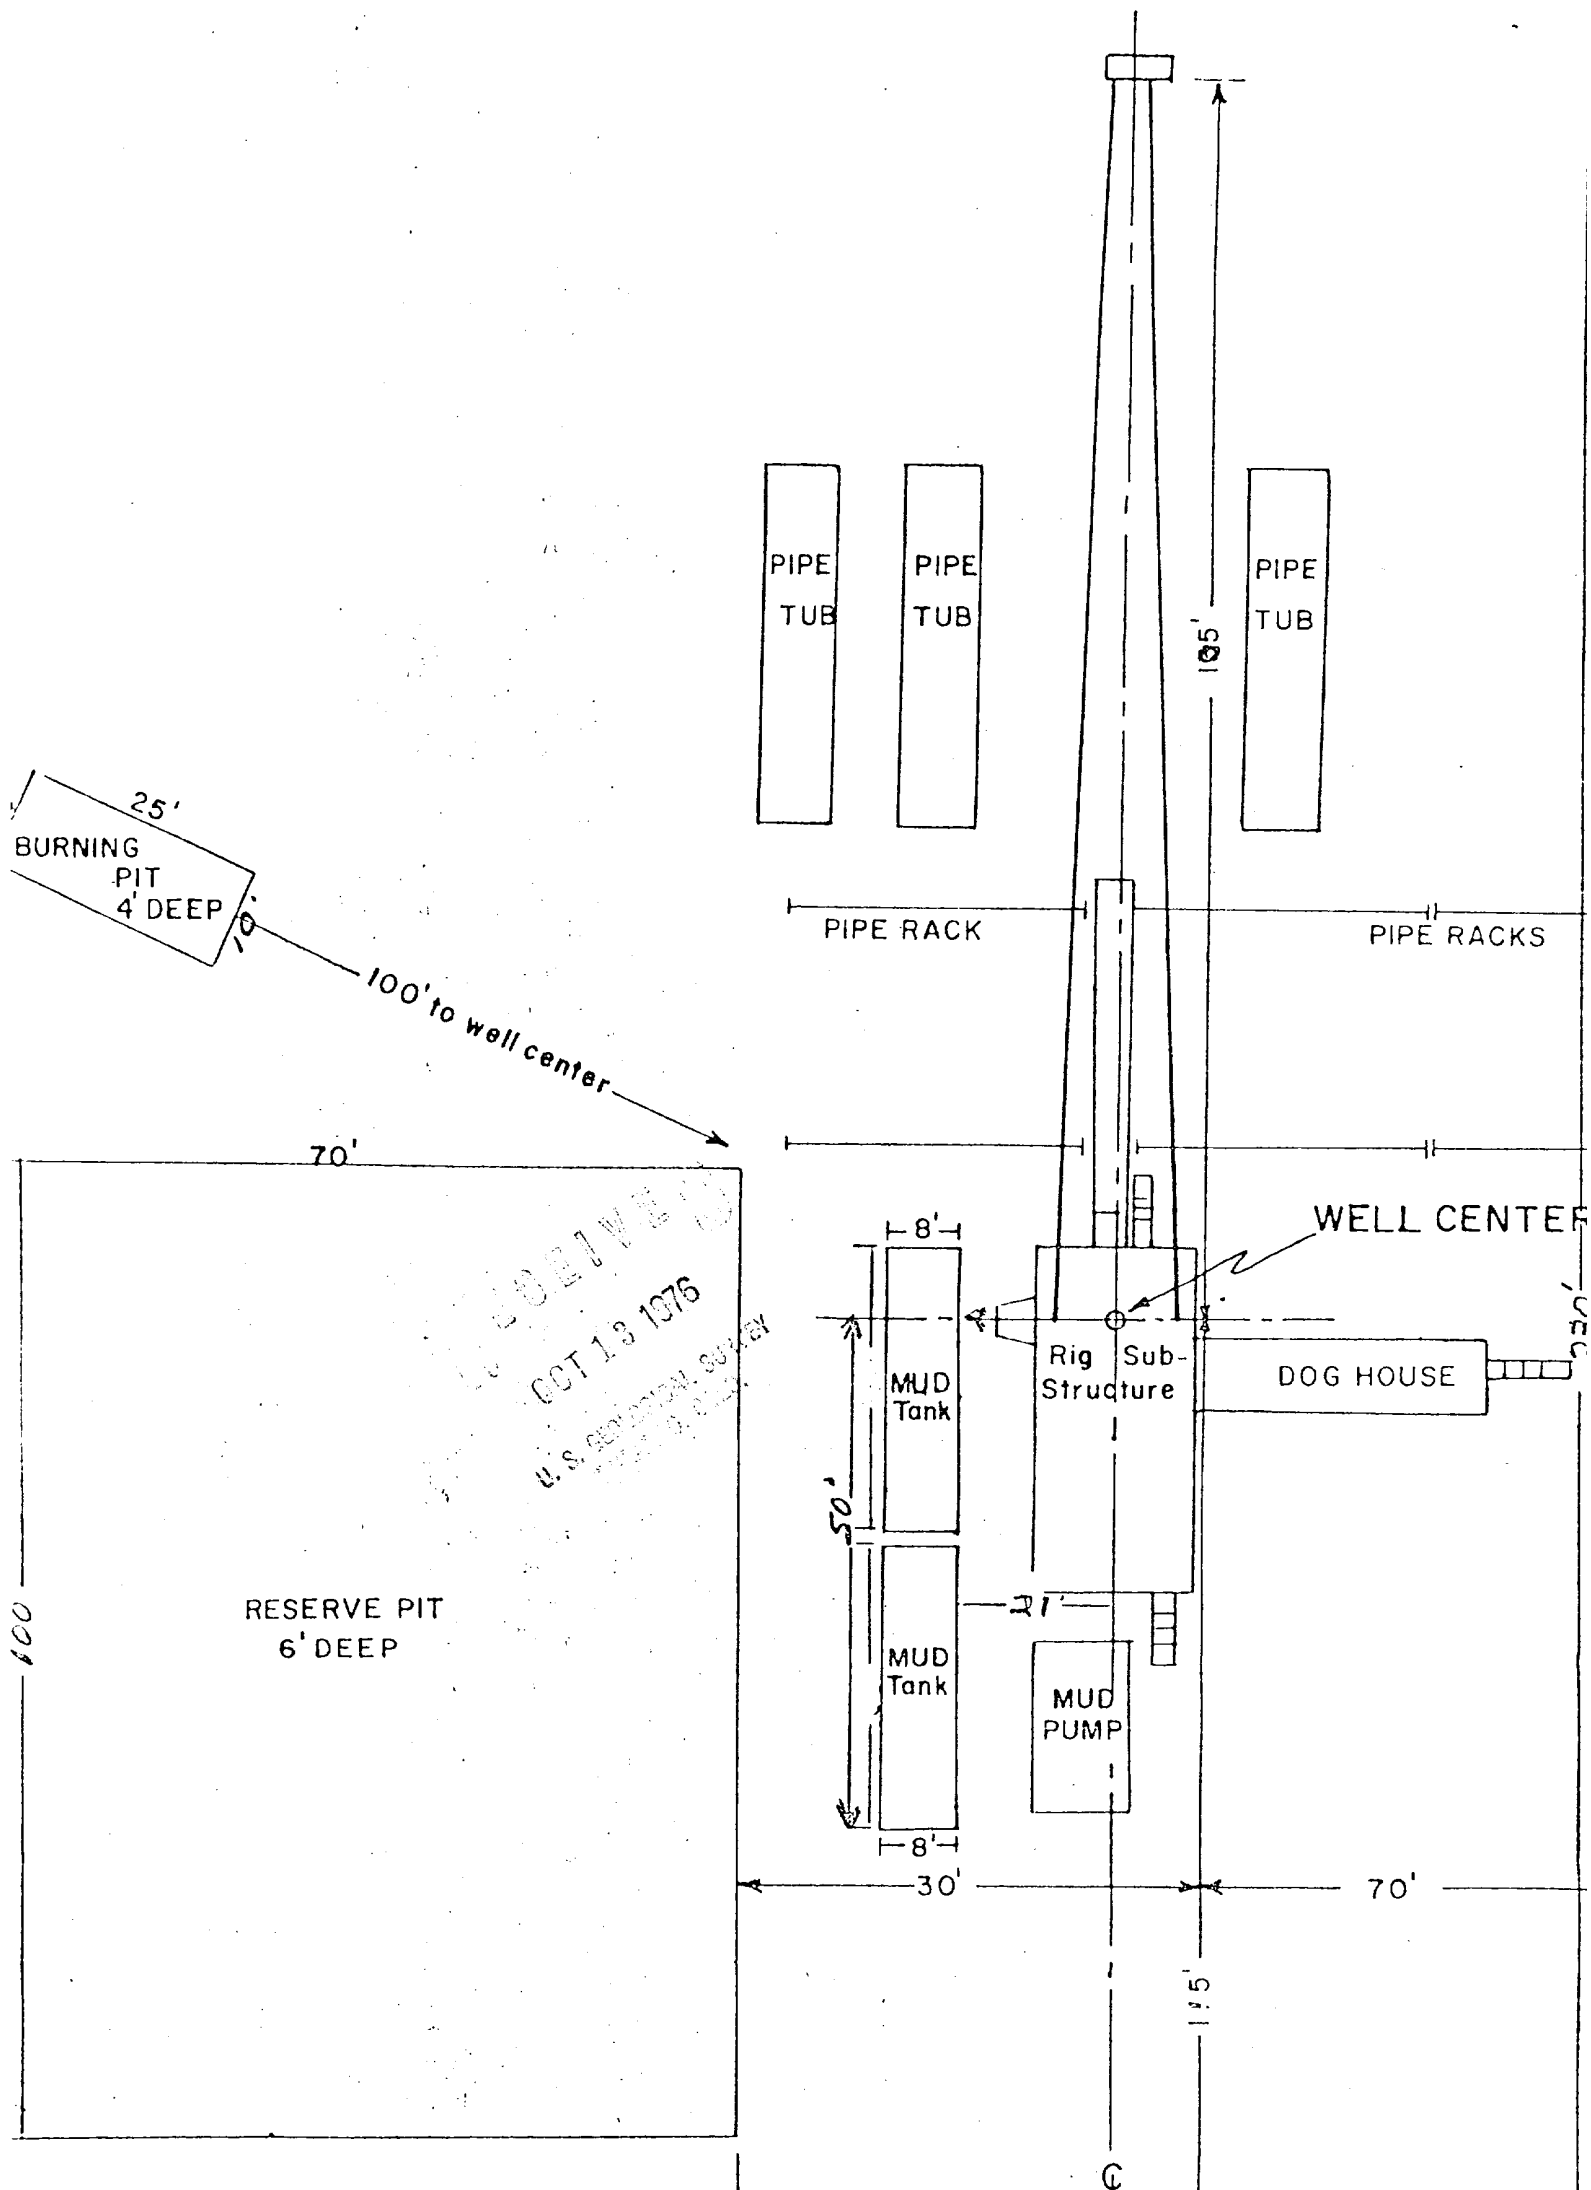 PIPE
TUB
PIPE
TUB
PIPE
TUB
25'
BURNING
PIT
4' DEEP
10'
PIPE RACK
PIPE RACKS
100' to well center
70'
8'
WELL CENTER
OCT 13 1976
U. S. GEOLOGICAL SURVEY
MUD
Tank
Rig Sub-
Structure
DOG HOUSE
50'
100
RESERVE PIT
6' DEEP
21'
MUD
Tank
MUD
PUMP
8'
30'
70'
115'